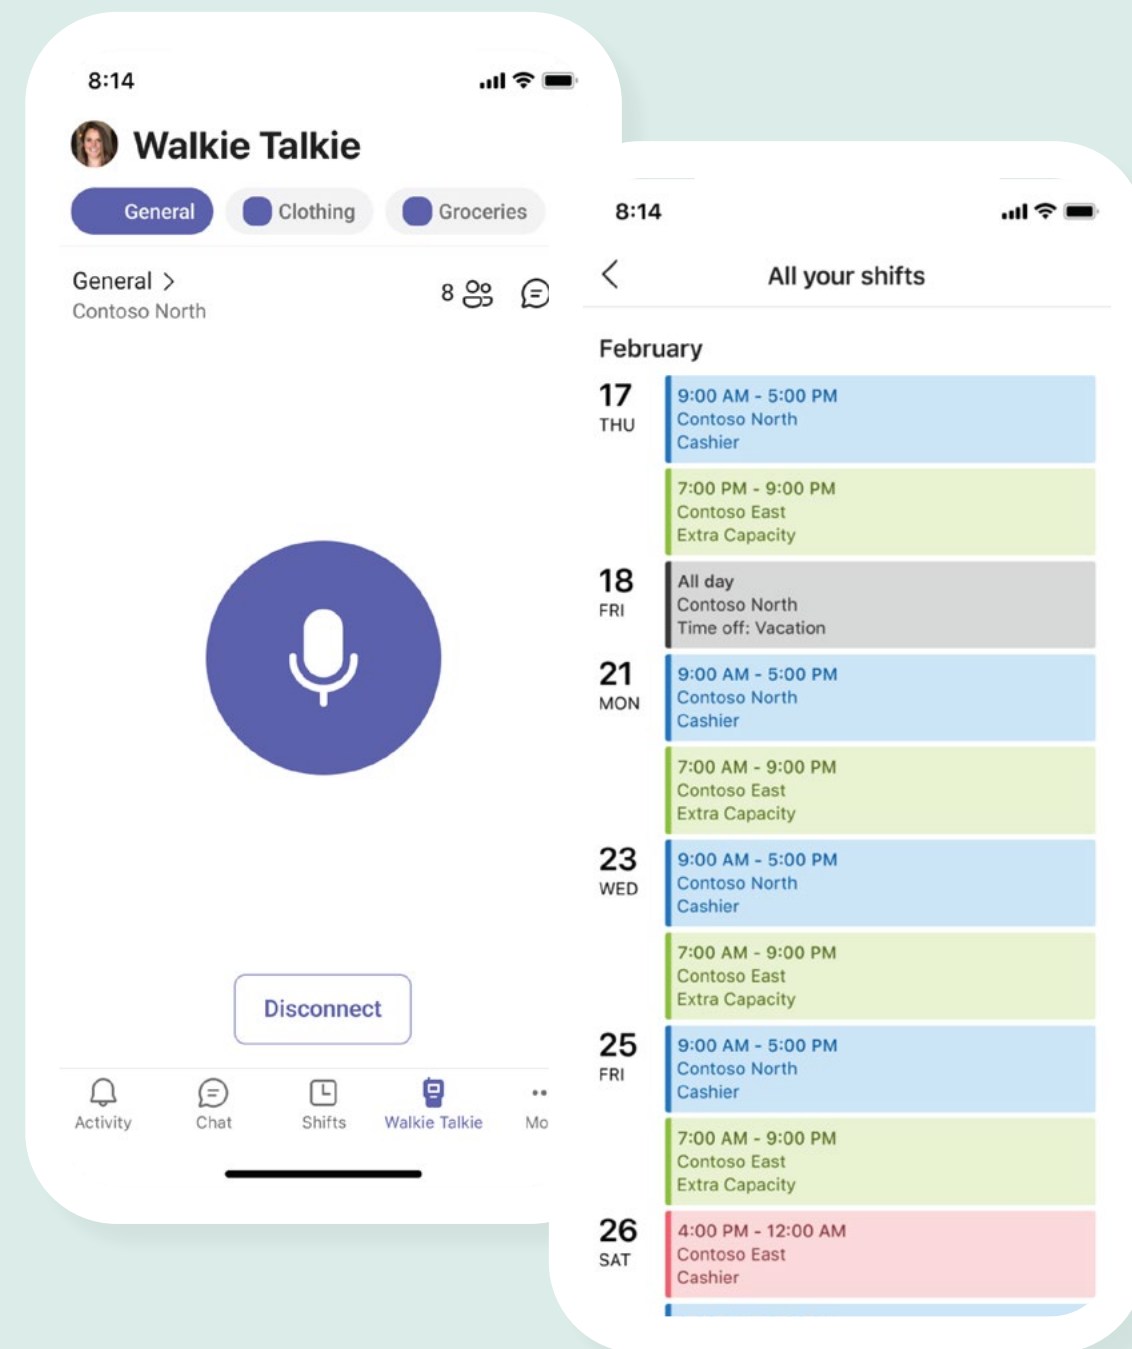 8:14
Walkie Talkie
General
Clothing
Groceries
General >
8
Contoso North
Disconnect
Activity
Chat
Shifts
Walkie Talkie
Mo
8:14
All your shifts
February
17
THU
9:00 AM - 5:00 PM
Contoso North
Cashier
7:00 PM - 9:00 PM
Contoso East
Extra Capacity
18
FRI
All day
Contoso North
Time off: Vacation
21
MON
9:00 AM - 5:00 PM
Contoso North
Cashier
7:00 AM - 9:00 PM
Contoso East
Extra Capacity
23
WED
9:00 AM - 5:00 PM
Contoso North
Cashier
7:00 AM - 9:00 PM
Contoso East
Extra Capacity
25
FRI
9:00 AM - 5:00 PM
Contoso North
Cashier
7:00 AM - 9:00 PM
Contoso East
Extra Capacity
26
SAT
4:00 PM - 12:00 AM
Contoso East
Cashier